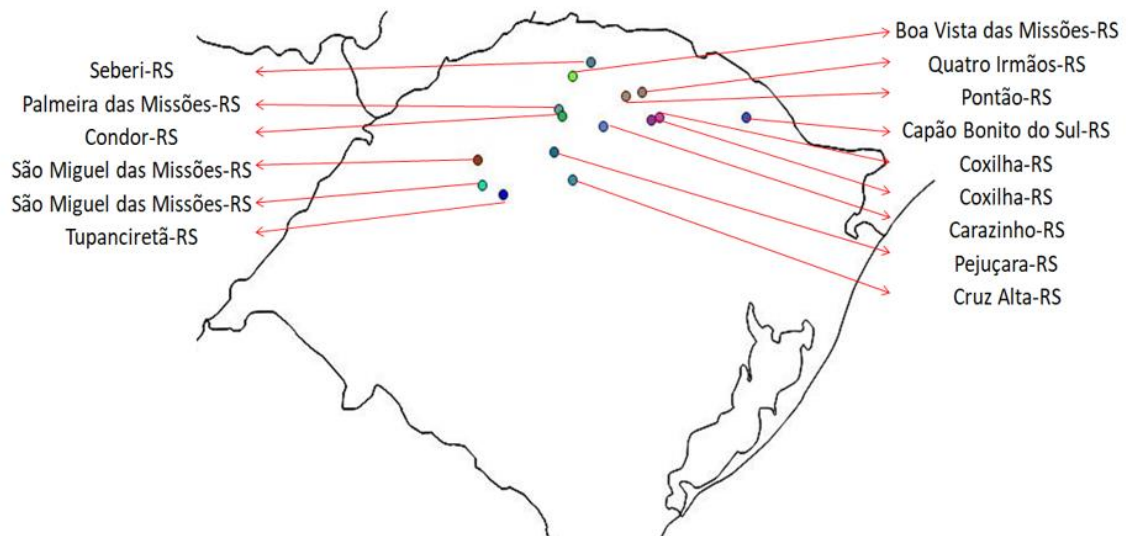 Seberi-RS
Palmeira das Missões-RS
Condor-RS
São Miguel das Missões-RS
São Miguel das Missões-RS
Tupanciretã-RS
Boa Vista das Missões-RS
Quatro Irmãos-RS
Pontão-RS
Capão Bonito do Sul-RS
Coxilha-RS
Coxilha-RS
Carazinho-RS
Pejuçara-RS
Cruz Alta-RS